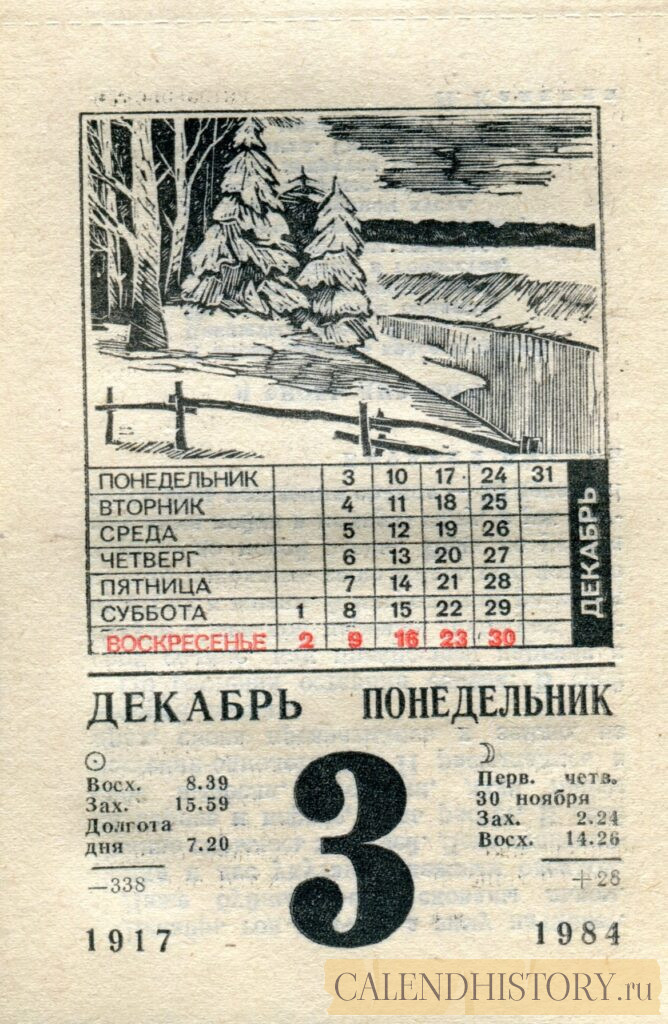 ПОНЕДЕЛЬНИК 3 10 17 24 31
ВТОРНИК 4 11 18 25
СРЕДА 5 12 19 26
ЧЕТВЕРГ 6 13 20 27
ПЯТНИЦА 7 14 21 28
СУББОТА 1 8 15 22 29
ВОСКРЕСЕНЬЕ 2 9 16 23 30
ДЕКАБРЬ
ДЕКАБРЬ ПОНЕДЕЛЬНИК
Восх. 8.39
Зах. 15.59
Долгота
дня 7.20
—338
1917
3
Перв. четв.
30 ноября
Зах. 2.24
Восх. 14.26
+28
1984
CALENDHISTORY.ru